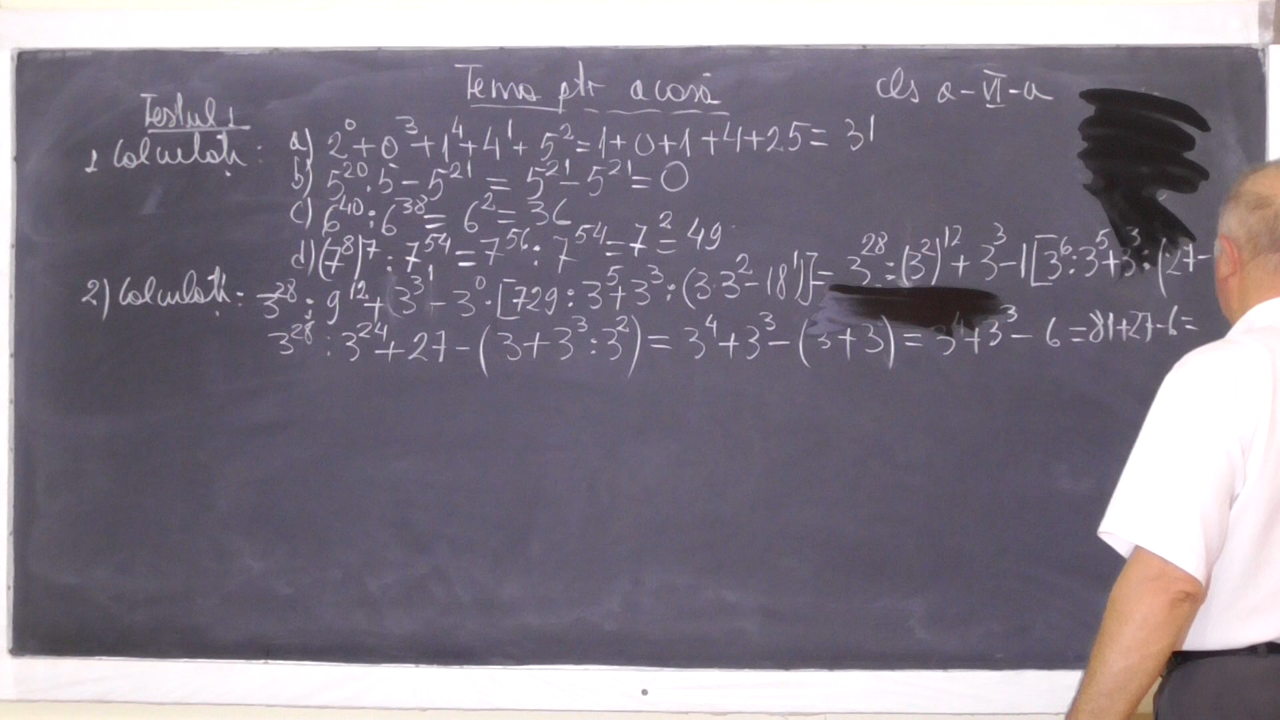 Tema ptr acasă cls a-VI-a
Testul 1
1 Calculați: a) 2⁰+0³+1⁴+4¹+5²=1+0+1+4+25=31
b) 5²⁰·5-5²¹=5²¹-5²¹=0
c) 6⁴⁰:6³⁸=6²=36
d) (7⁸)⁷:7⁵⁴=7⁵⁶:7⁵⁴=7²=49
2) Calculați: 3²⁸:9¹²+(3³)¹-3⁰·[729:3⁵+3³:(3·3²-18¹)]=3²⁸:(3²)¹²+3³-1[3⁶:3⁵+3³:(27-
3²⁸:3²⁴+27-(3+3³:3²)=3⁴+3³-(3+3)=3⁴+3³-6=81+27-6=